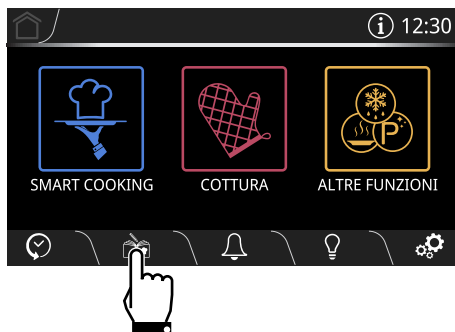 12:30
SMART COOKING
COTTURA
ALTRE FUNZIONI
P